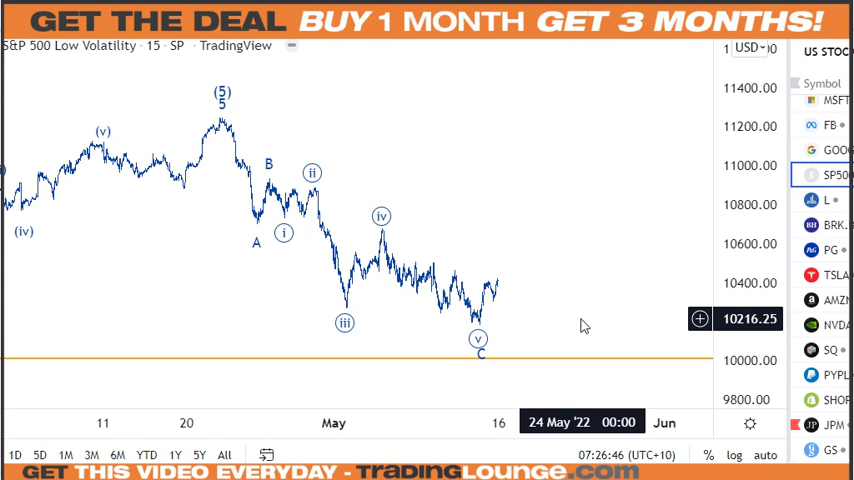 GET THE DEAL BUY 1 MONTH GET 3 MONTHS!
S&P 500 Low Volatility · 15 · SP · TradingView
USD
US STOC
Symbol
11400.00
11200.00
11000.00
10800.00
10600.00
10400.00
10216.25
10000.00
9800.00
MSFT
FB
GOOG
SP500
L
BRK.
PG
TSLA
AMZN
NVDA
SQ
PYPL
SHOP
JPM
GS
(5)
5
(v)
(iv)
A
B
i
ii
iii
iv
v
C
11 20 May 16 24 May '22 00:00 Jun
1D 5D 1M 3M 6M YTD 1Y 5Y All 07:26:46 (UTC+10) % log auto
GET THIS VIDEO EVERYDAY - TradingLounge.com